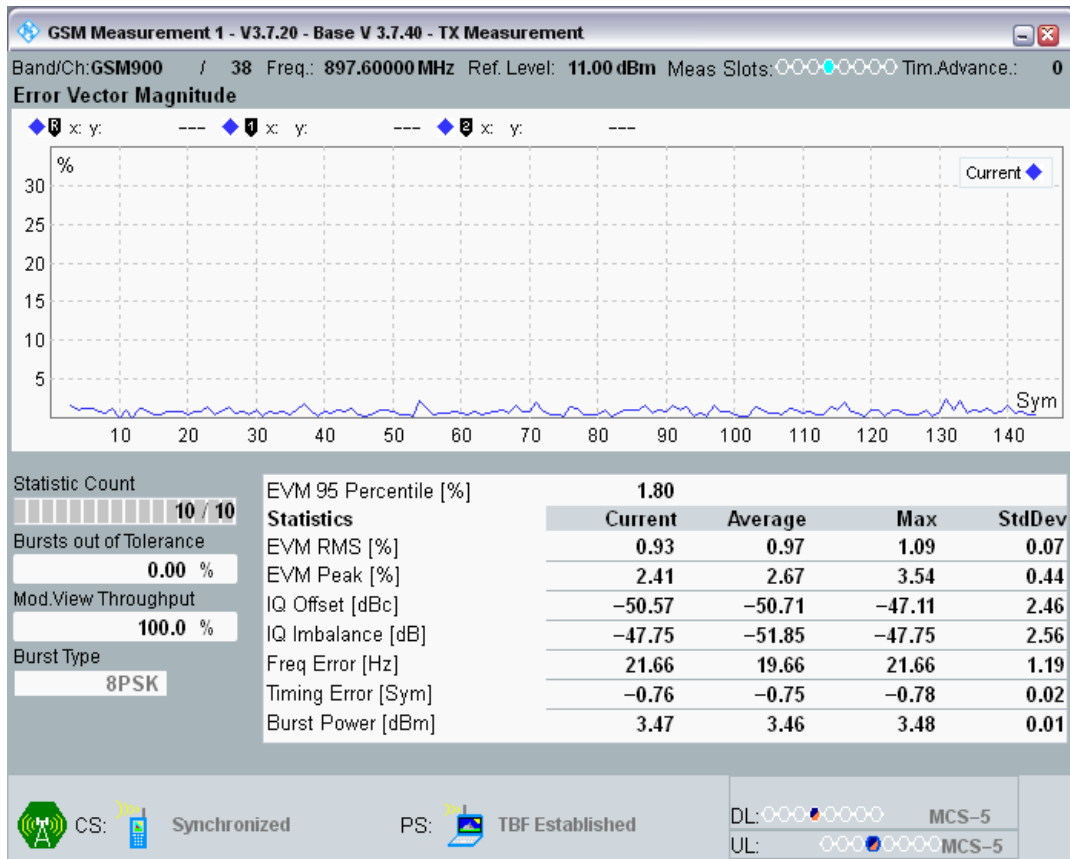 GSM Measurement 1 - V3.7.20 - Base V 3.7.40 - TX Measurement
Band/Ch:GSM900 / 38 Freq.: 897.60000 MHz Ref. Level: 11.00 dBm Meas Slots: Tim.Advance.: 0
Error Vector Magnitude
R x: y: --- 1 x: y: --- 2 x: y: ---
%
Current
30
25
20
15
10
5
Sym
10 20 30 40 50 60 70 80 90 100 110 120 130 140
Statistic Count
10 / 10
Bursts out of Tolerance
0.00 %
Mod.View Throughput
100.0 %
Burst Type
8PSK
EVM 95 Percentile [%] 1.80
Statistics Current Average Max StdDev
EVM RMS [%] 0.93 0.97 1.09 0.07
EVM Peak [%] 2.41 2.67 3.54 0.44
IQ Offset [dBc] −50.57 −50.71 −47.11 2.46
IQ Imbalance [dB] −47.75 −51.85 −47.75 2.56
Freq Error [Hz] 21.66 19.66 21.66 1.19
Timing Error [Sym] −0.76 −0.75 −0.78 0.02
Burst Power [dBm] 3.47 3.46 3.48 0.01
CS: Synchronized PS: TBF Established
DL: MCS−5
UL: MCS−5